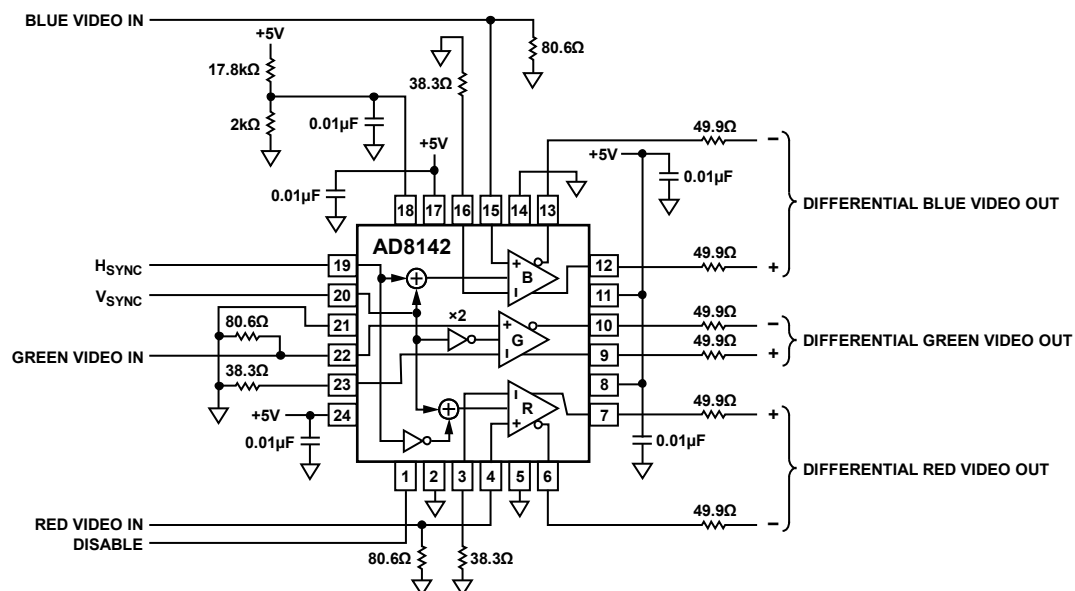 BLUE VIDEO IN
+5V
80.6Ω
17.8kΩ
38.3Ω
2kΩ
0.01µF
+5V
0.01µF
49.9Ω −
+5V
0.01µF
18 17 16 15 14 13
DIFFERENTIAL BLUE VIDEO OUT
AD8142
HSYNC
19
+
B
−
12
49.9Ω
+
VSYNC
20
11
80.6Ω
21
×2
+
G
−
10
49.9Ω
−
GREEN VIDEO IN
22
9
49.9Ω
+
DIFFERENTIAL GREEN VIDEO OUT
38.3Ω
23
8
+5V
24
−
R
+
7
49.9Ω
+
0.01µF
0.01µF
DIFFERENTIAL RED VIDEO OUT
1 2 3 4 5 6
RED VIDEO IN
49.9Ω
−
DISABLE
80.6Ω
38.3Ω